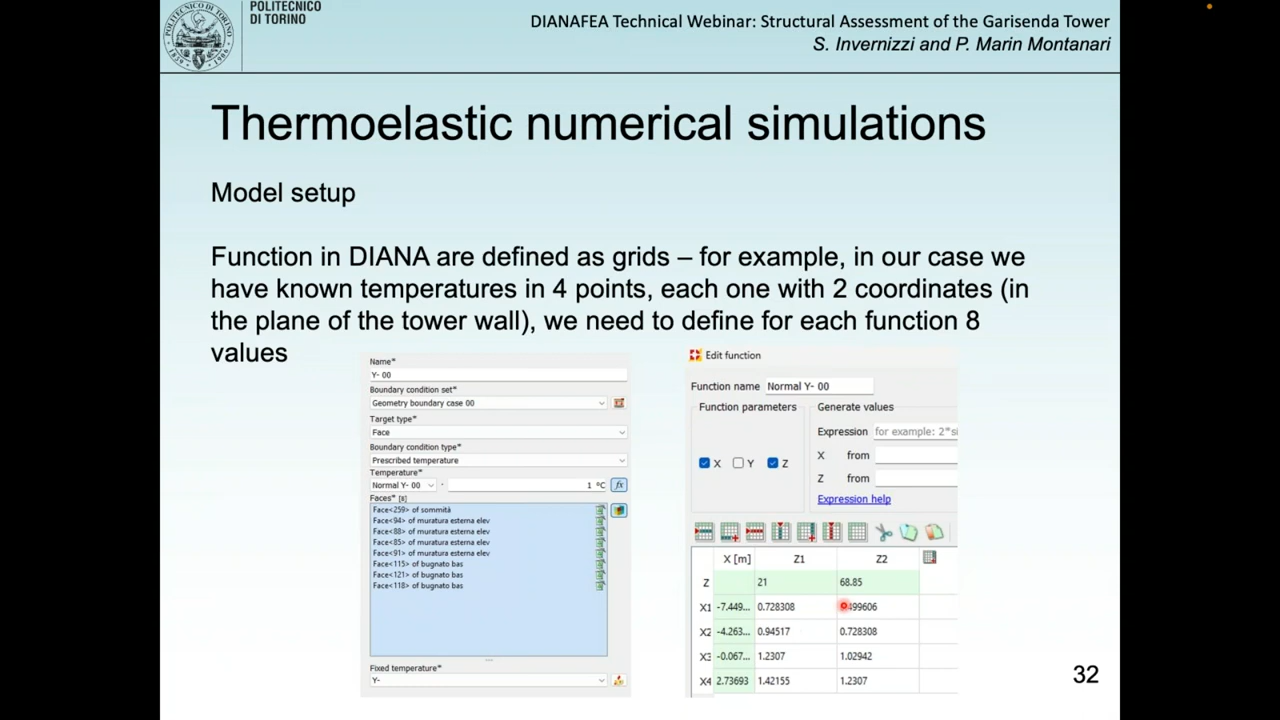 POLITECNICO
DI TORINO
DIANAFEA Technical Webinar: Structural Assessment of the Garisenda Tower
S. Invernizzi and P. Marin Montanari
Thermoelastic numerical simulations
Model setup
Function in DIANA are defined as grids – for example, in our case we
have known temperatures in 4 points, each one with 2 coordinates (in
the plane of the tower wall), we need to define for each function 8
values
Name*
Y- 00
Boundary condition set*
Geometry boundary case 00
Target type*
Face
Boundary condition type*
Prescribed temperature
Temperature*
Normal Y- 00
1 °C
fx
Faces* [8]
Face<259> of sommità
Face<94> of muratura esterna elev
Face<88> of muratura esterna elev
Face<85> of muratura esterna elev
Face<91> of muratura esterna elev
Face<115> of bugnato bas
Face<121> of bugnato bas
Face<118> of bugnato bas
Fixed temperature*
Y-
Edit function
Function name Normal Y- 00
Function parameters
X Y Z
Generate values
Expression for example: 2*si
X from
Z from
Expression help
X [m] Z1 Z2
Z 21 68.85
X1 -7.449... 0.728308
X2 -4.263... 0.94517 0.728308
X3 -0.067... 1.2307 1.02942
X4 2.73693 1.42155 1.2307
32